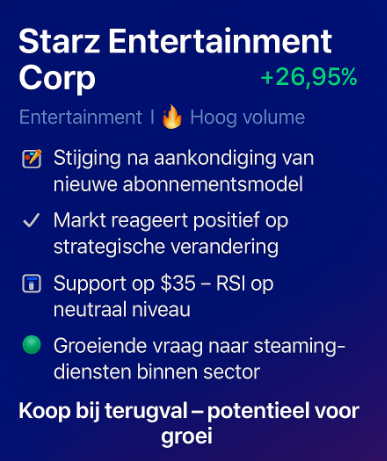 Starz Entertainment
Corp
+26,95%
Entertainment | 🔥 Hoog volume
Stijging na aankondiging van
nieuwe abonnementsmodel
✓ Markt reageert positief op
strategische verandering
Support op $35 – RSI op
neutraal niveau
Groeiende vraag naar steaming-
diensten binnen sector
Koop bij terugval – potentieel voor
groei